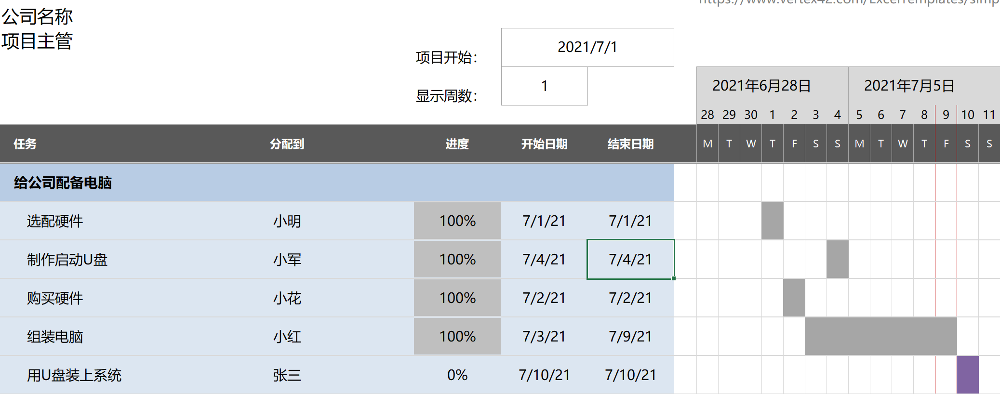 https://www.vertex42.com/ExcelTemplates/simp
公司名称
项目主管
项目开始： 2021/7/1
显示周数： 1
2021年6月28日 2021年7月5日
28 29 30 1 2 3 4 5 6 7 8 9 10 11
任务 分配到 进度 开始日期 结束日期 M T W T F S S M T W T F S S
给公司配备电脑
选配硬件 小明 100% 7/1/21 7/1/21
制作启动U盘 小军 100% 7/4/21 7/4/21
购买硬件 小花 100% 7/2/21 7/2/21
组装电脑 小红 100% 7/3/21 7/9/21
用U盘装上系统 张三 0% 7/10/21 7/10/21